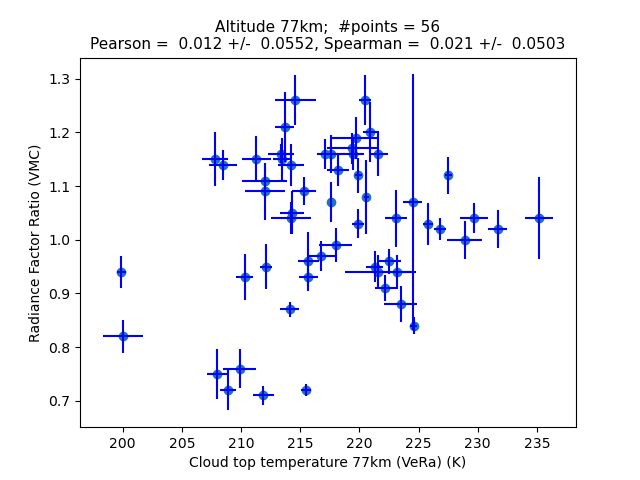 Altitude 77km;  #points = 56
Pearson =  0.012 +/-  0.0552, Spearman =  0.021 +/-  0.0503
1.3
1.2
1.1
1.0
0.9
0.8
0.7
Radiance Factor Ratio (VMC)
200 205 210 215 220 225 230 235
Cloud top temperature 77km (VeRa) (K)